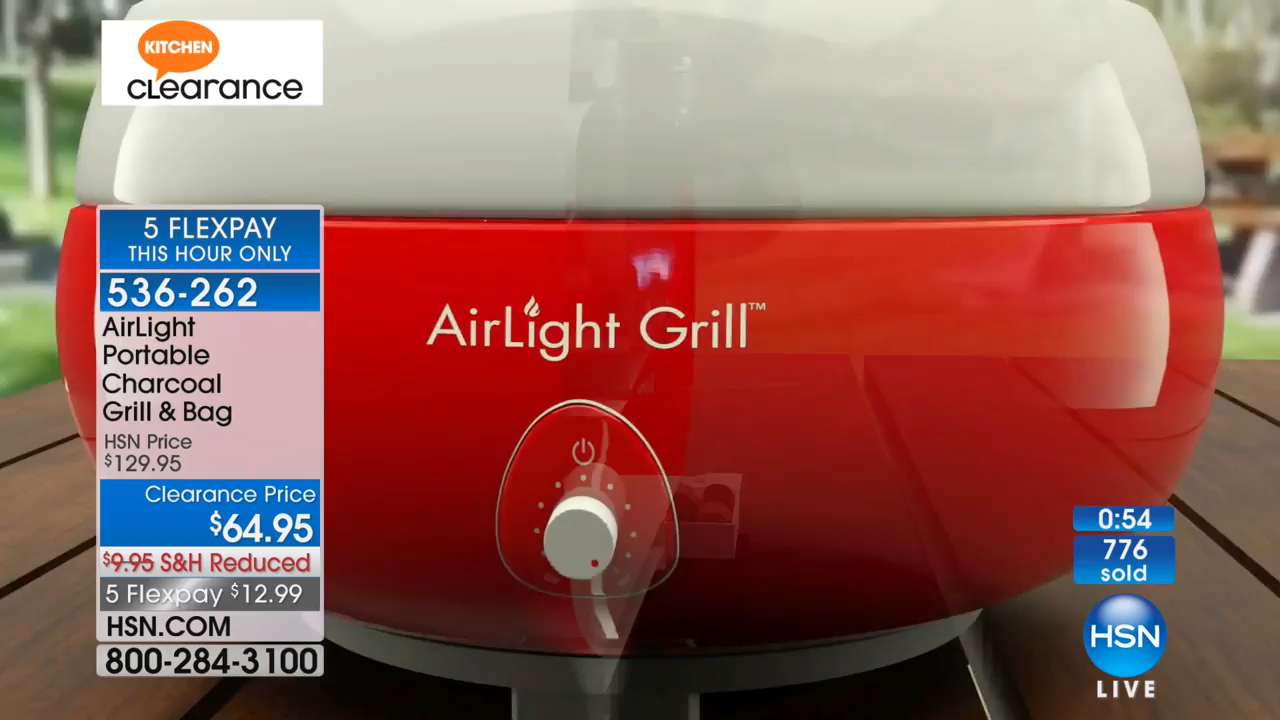 KITCHEN
CLearance
5 FLEXPAY
THIS HOUR ONLY
536-262
AirLight
Portable
Charcoal
Grill & Bag
HSN Price
$129.95
Clearance Price
$64.95
$9.95 S&H Reduced
5 Flexpay $12.99
HSN.COM
800-284-3100
AirLight Grill™
0:54
776
sold
HSN
LIVE